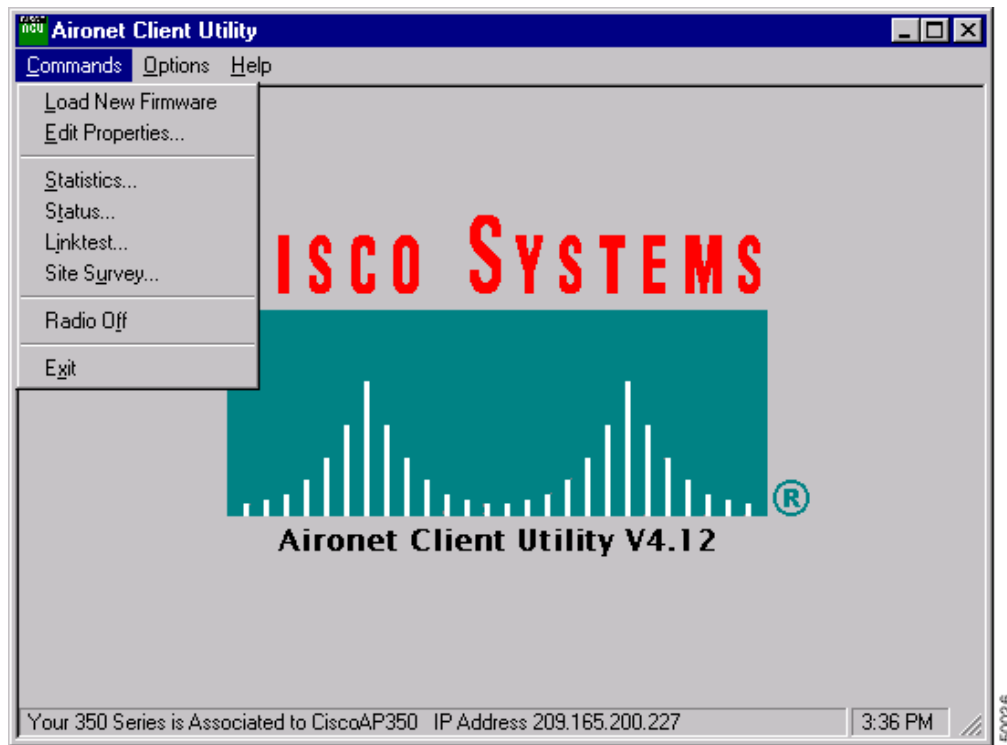 Aironet Client Utility
Commands Options Help
Load New Firmware
Edit Properties...
Statistics...
Status...
Linktest...
Site Survey...
Radio Off
Exit
ISCO SYSTEMS
®
Aironet Client Utility V4.12
Your 350 Series is Associated to CiscoAP350 IP Address 209.165.200.227
3:36 PM